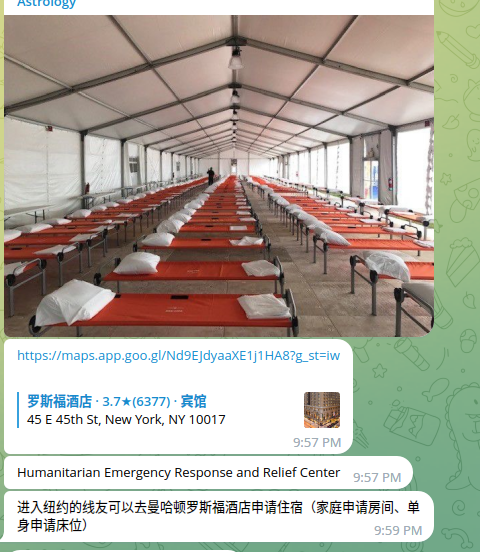 Astrology
https://maps.app.goo.gl/Nd9EJdyaaXE1j1HA8?g_st=iw
罗斯福酒店 · 3.7★(6377) · 宾馆
45 E 45th St, New York, NY 10017
9:57 PM
Humanitarian Emergency Response and Relief Center 9:57 PM
进入纽约的线友可以去曼哈顿罗斯福酒店申请住宿（家庭申请房间、单
身申请床位）
9:59 PM